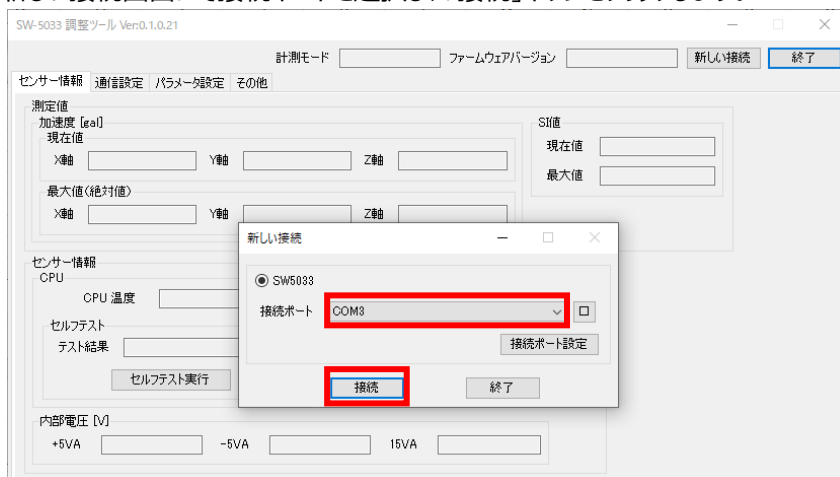 SW-5033 調整ツール Ver:0.1.0.21
計測モード ファームウェアバージョン 新しい接続 終了
センサー情報 通信設定 パラメータ設定 その他
測定値
加速度 [gal]
現在値
X軸 Y軸 Z軸
最大値(絶対値)
X軸 Y軸 Z軸
SI値
現在値
最大値
センサー情報
CPU
CPU 温度
セルフテスト
テスト結果
セルフテスト実行
内部電圧 [V]
+5VA -5VA 15VA
新しい接続
SW5033
接続ポート COM3
接続ポート設定
接続 終了